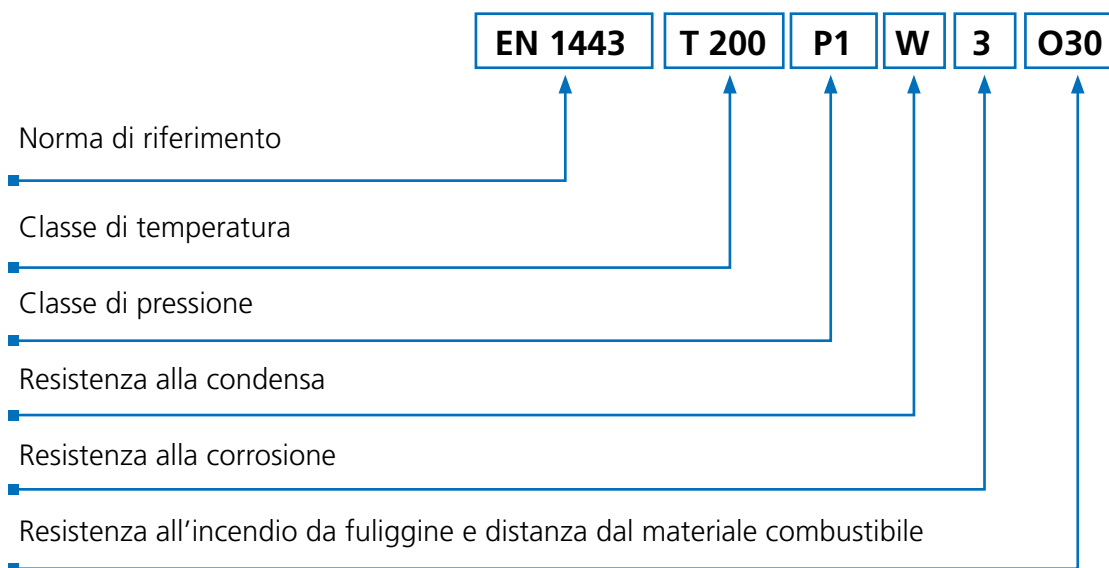 EN 1443 T 200 P1 W 3 O30
Norma di riferimento
Classe di temperatura
Classe di pressione
Resistenza alla condensa
Resistenza alla corrosione
Resistenza all’incendio da fuliggine e distanza dal materiale combustibile